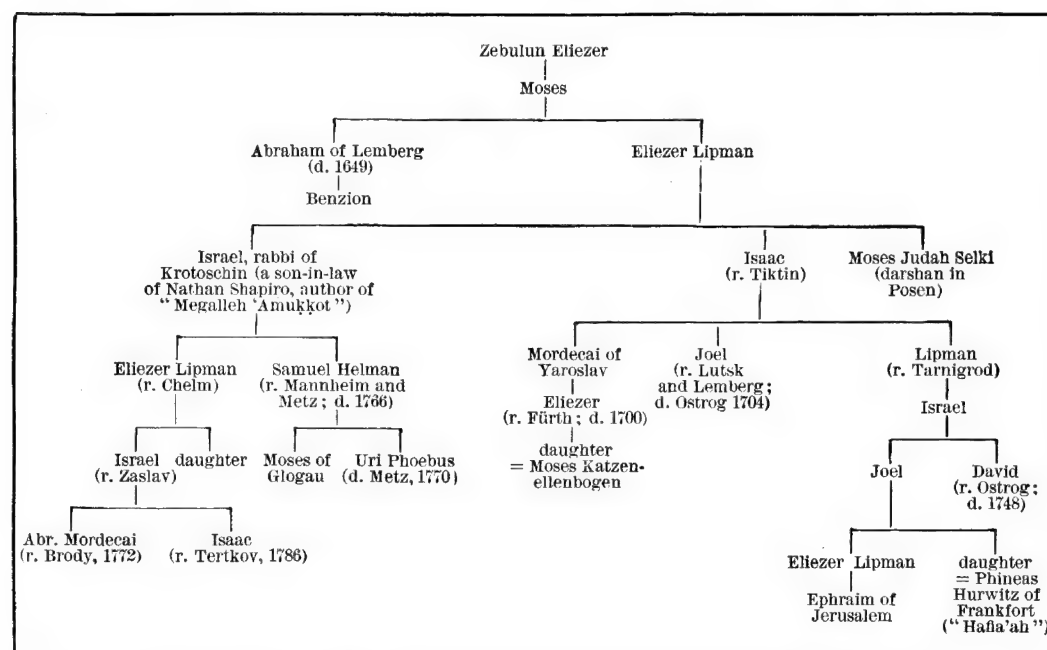 Zebulun Eliezer
Moses
Abraham of Lemberg
(d. 1649)
Benzion
Eliezer Lipman
Israel, rabbi of
Krotoschin (a son-in-law
of Nathan Shapiro, author of
“Megalleh ‘Amuḳḳot”)
Isaac
(r. Tiktin)
Moses Judah Selki
(darshan in
Posen)
Eliezer Lipman
(r. Chelm)
Samuel Helman
(r. Mannheim and
Metz; d. 1766)
Mordecai of
Yaroslav
Eliezer
(r. Fürth; d. 1700)
daughter
= Moses Katzen-
ellenbogen
Joel
(r. Lutsk
and Lemberg;
d. Ostrog 1704)
Lipman
(r. Tarnigrod)
Israel
Israel
(r. Zaslav)
daughter
Moses of
Glogau
Uri Phoebus
(d. Metz, 1770)
Joel
David
(r. Ostrog;
d. 1748)
Abr. Mordecai
(r. Brody, 1772)
Isaac
(r. Tertkov, 1786)
Eliezer Lipman
Ephraim of
Jerusalem
daughter
= Phineas
Hurwitz of
Frankfort
(“Hafla’ah”)